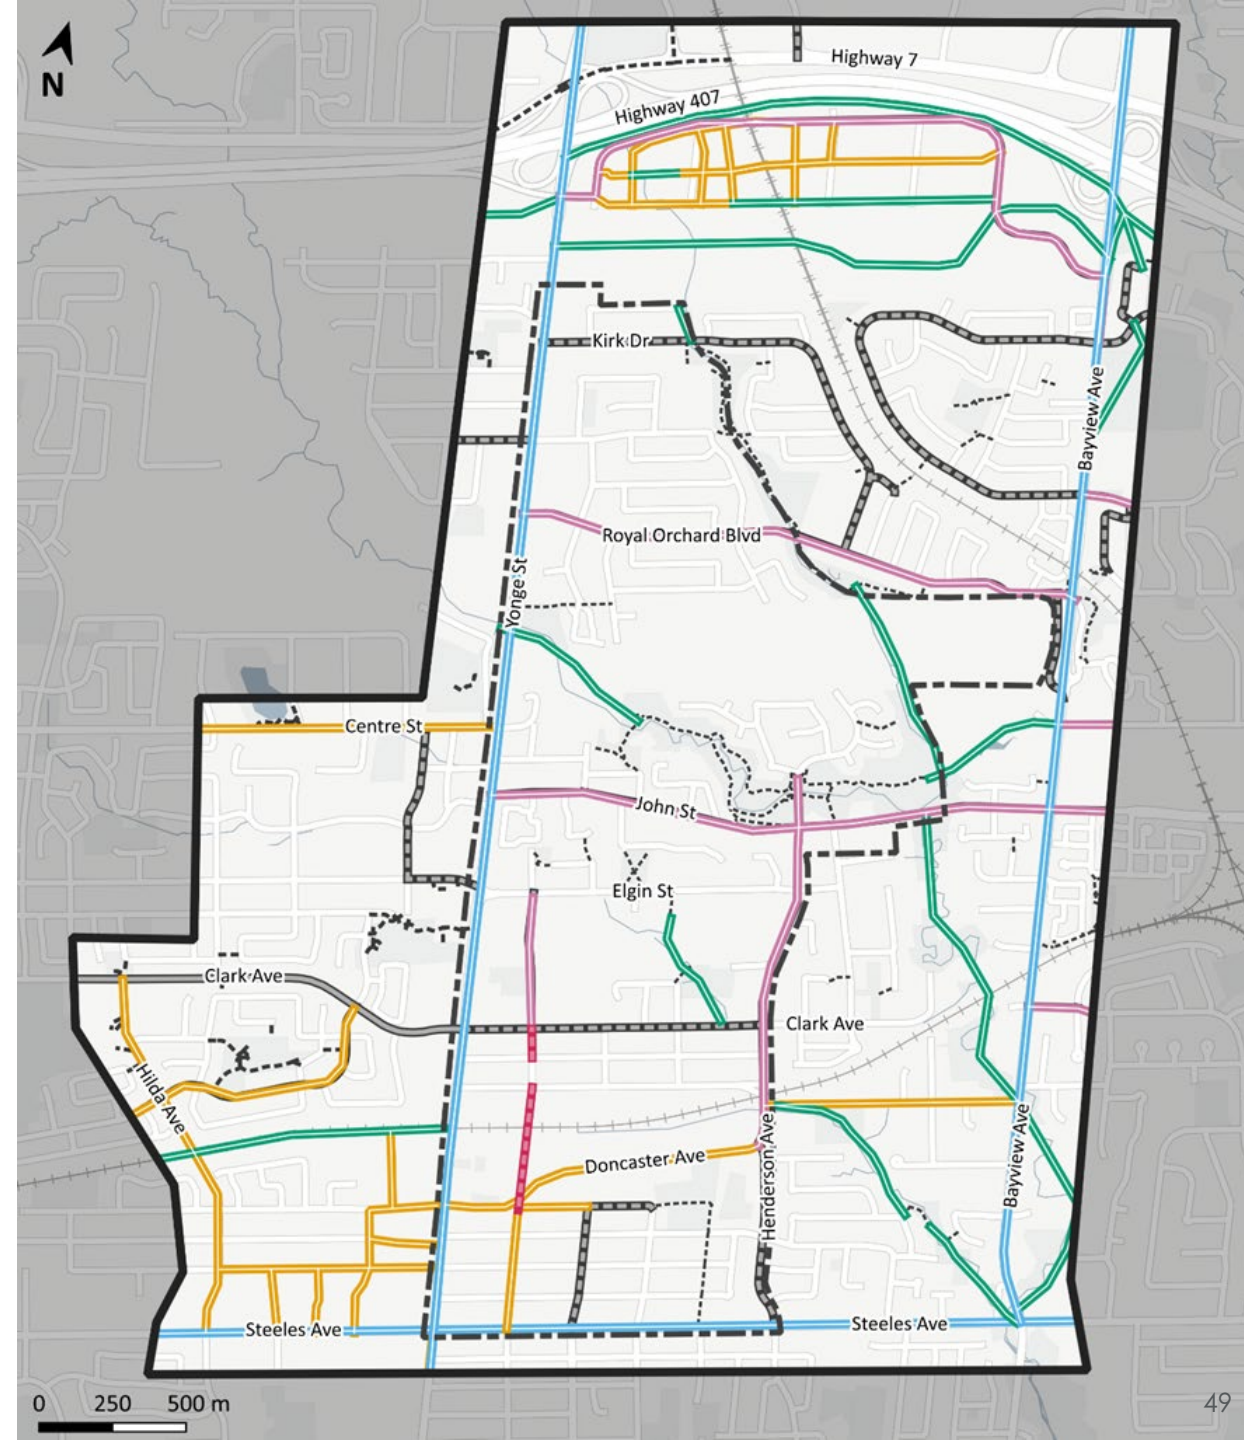 N
Highway 7
Highway 407
Kirk Dr
Bayview Ave
Royal Orchard Blvd
Yonge St
Centre St
John St
Elgin St
Clark Ave
Clark Ave
Hilda Ave
Doncaster Ave
Henderson Ave
Bayview Ave
Steeles Ave
Steeles Ave
0 250 500 m
49